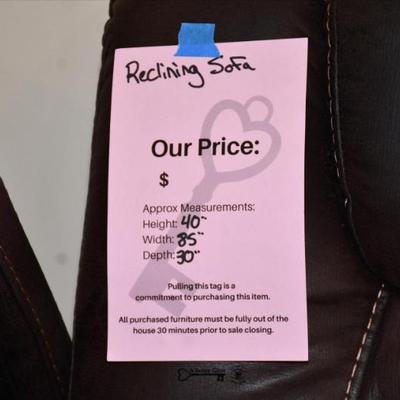 Reclining Sofa
Our Price:
$
Approx Measurements:
Height: 40"
Width: 85"
Depth: 30"
Pulling this tag is a
commitment to purchasing this item.
All purchased furniture must be fully out of the
house 30 minutes prior to sale closing.